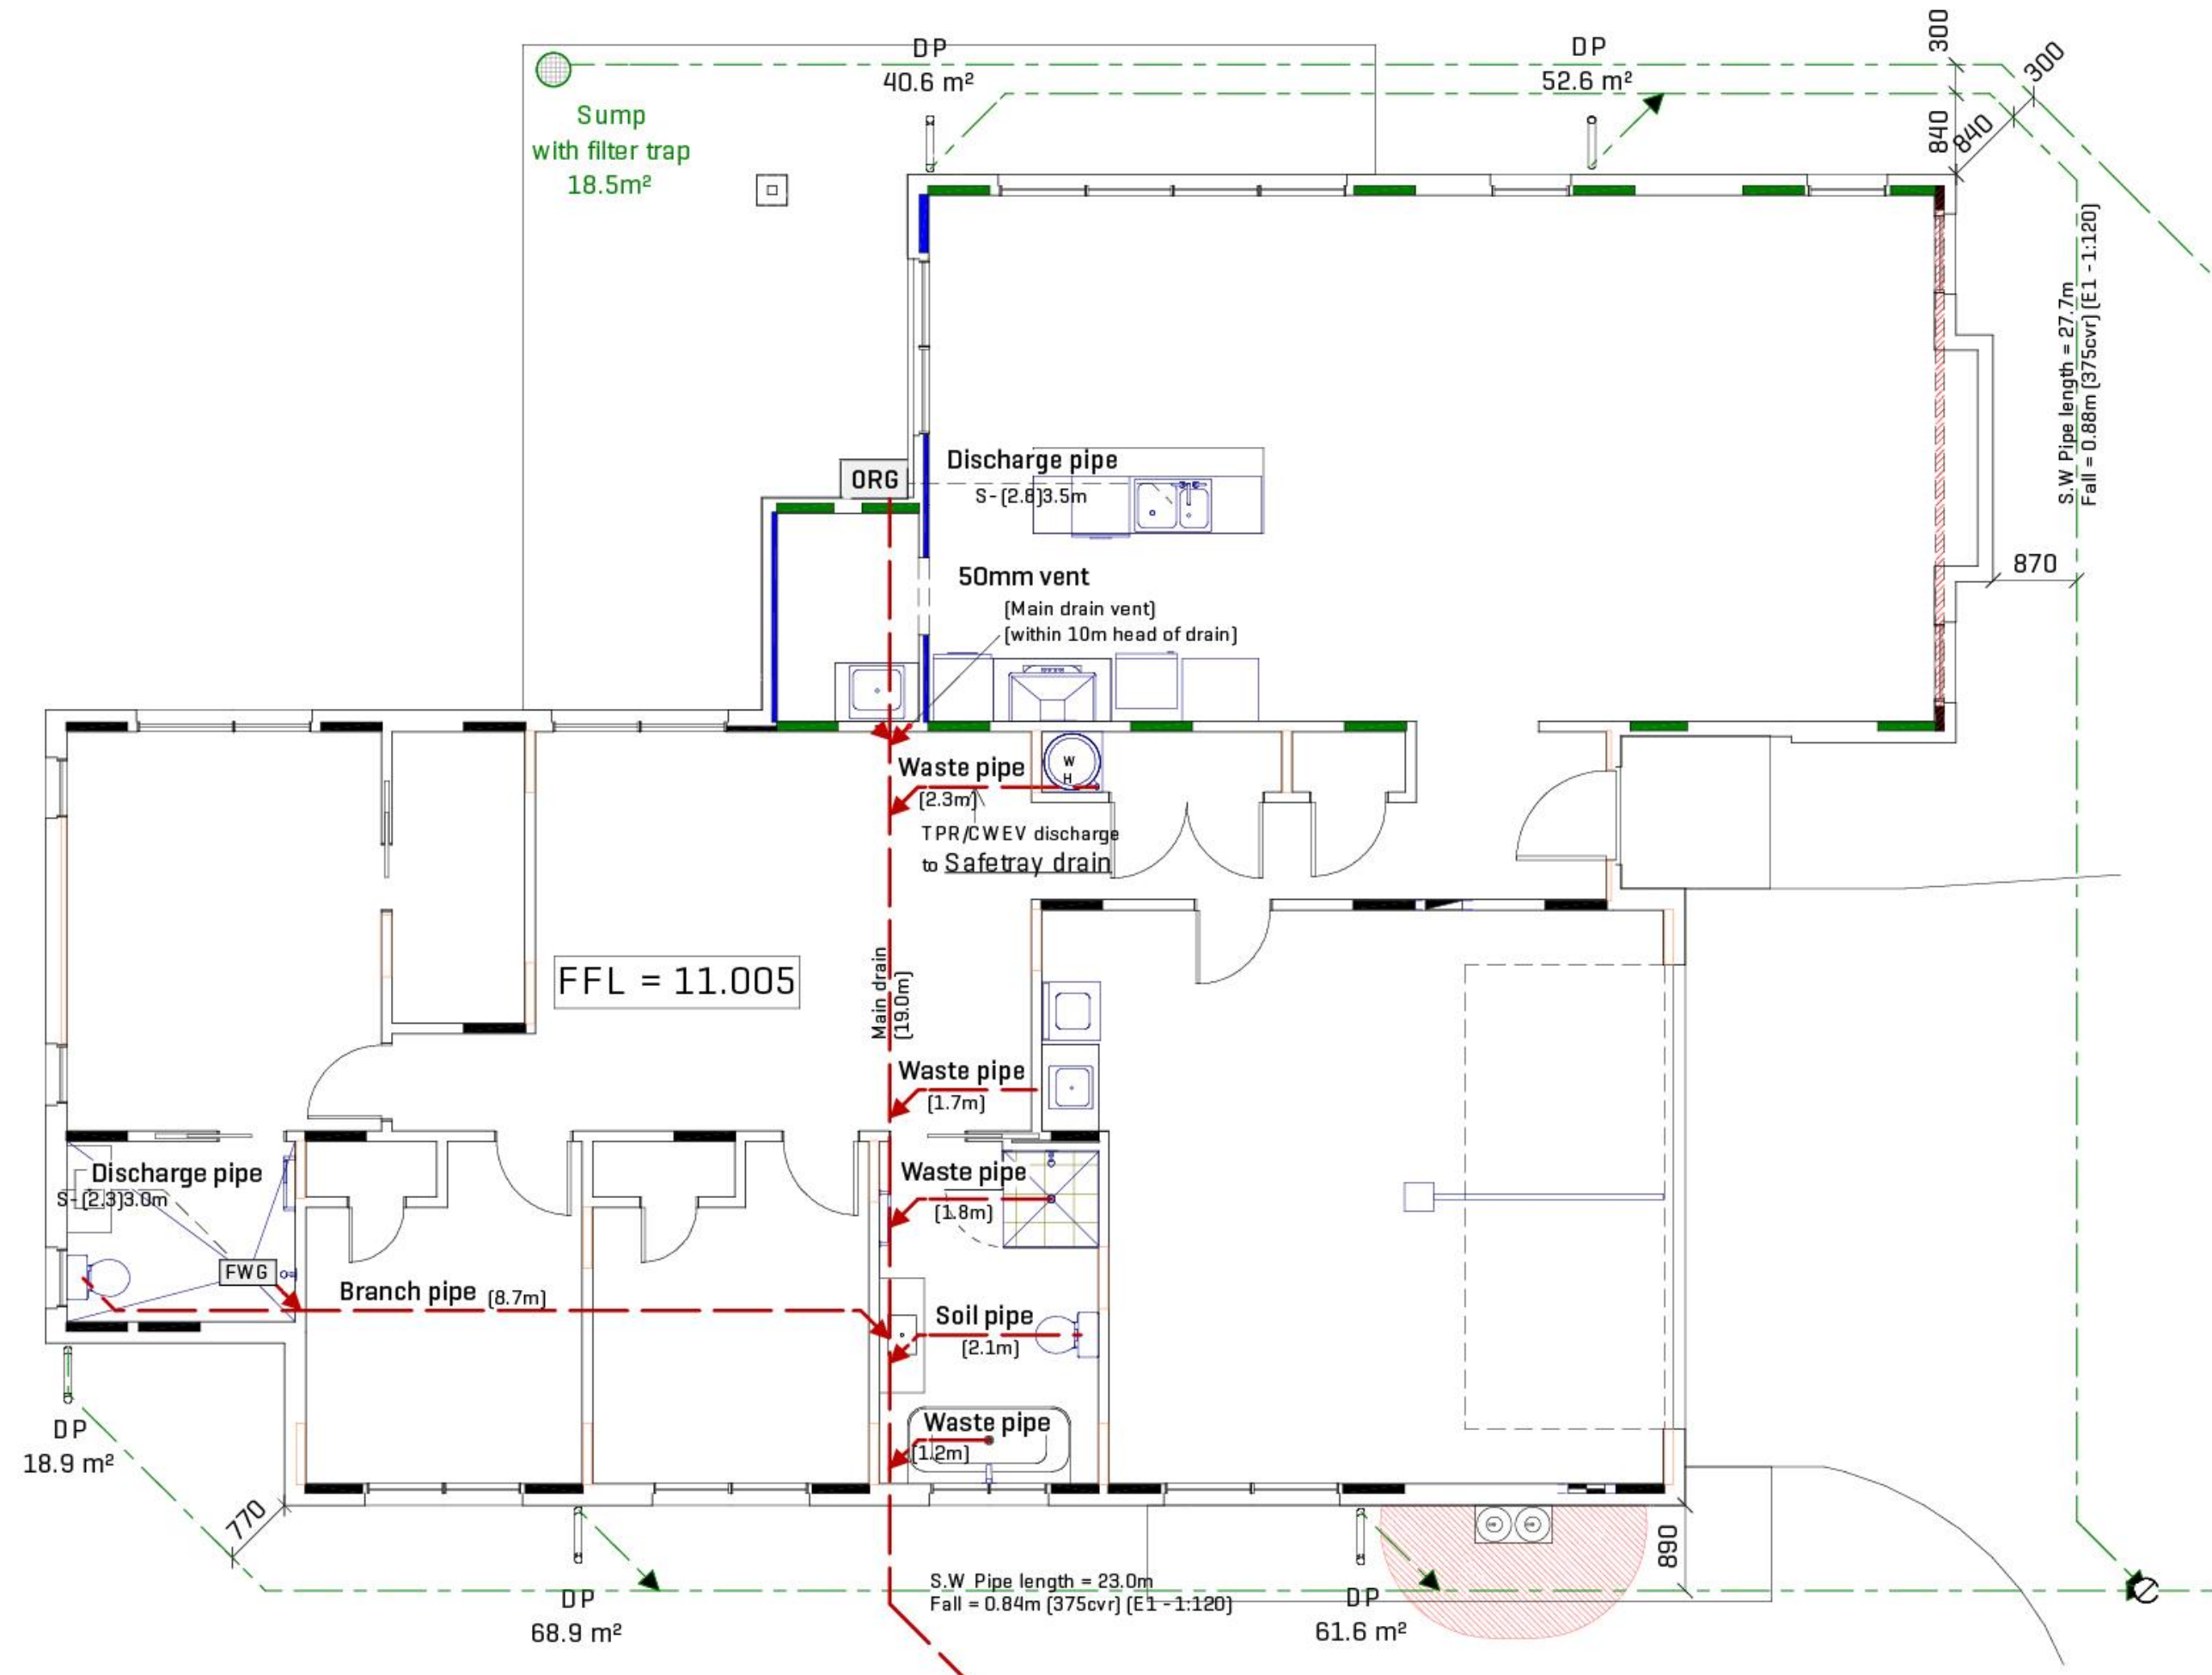 DP
40.6 m²
DP
52.6 m²
300
300
840
840
Sump
with filter trap
18.5m²
S.W Pipe length = 27.7m
Fall = 0.88m (375cvr) (E1 - 1:120)
870
ORG
Discharge pipe
S-(2.8)3.5m
50mm vent
(Main drain vent)
(within 10m head of drain)
Waste pipe
(2.3m)
W
H
TPR/CWEV discharge
to Safetray drain
FFL = 11.005
Main drain
(19.0m)
Waste pipe
(1.7m)
Discharge pipe
S-(2.3)3.0m
Waste pipe
(1.8m)
FWG
Branch pipe (8.7m)
Soil pipe
(2.1m)
Waste pipe
(1.2m)
DP
18.9 m²
770
DP
68.9 m²
S.W Pipe length = 23.0m
Fall = 0.84m (375cvr) (E1 - 1:120)
DP
61.6 m²
890